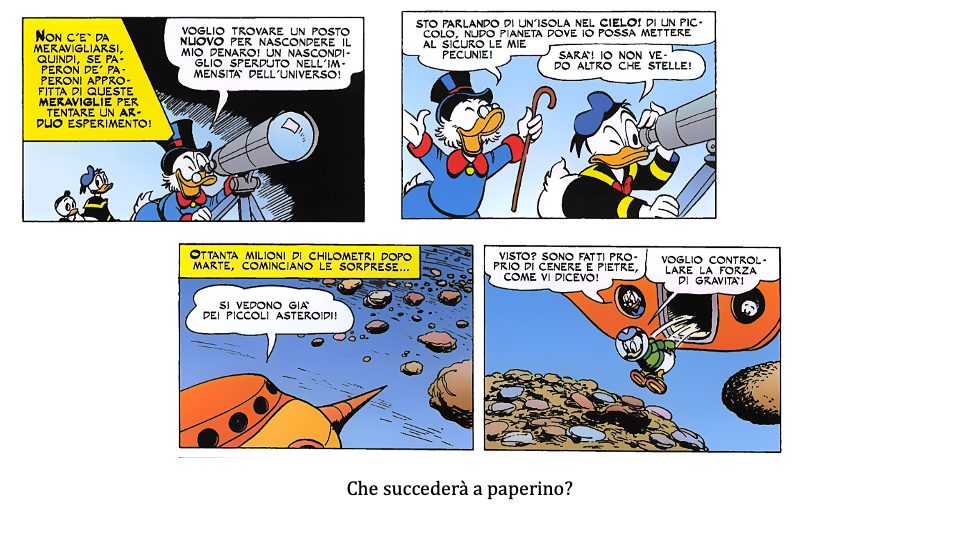 NON C'E` DA
MERAVIGLIARSI,
QUINDI, SE PA-
PERON DE' PA-
PERONI APPRO-
FITTA DI QUESTE
MERAVIGLIE PER
TENTARE UN AR-
DUO ESPERIMENTO!
VOGLIO TROVARE UN POSTO
NUOVO PER NASCONDERE IL
MIO DENARO! UN NASCONDI-
GLIO SPERDUTO NELL'IM-
MENSITA` DELL'UNIVERSO!
STO PARLANDO DI UN'ISOLA NEL CIELO! DI UN PIC-
COLO, NUDO PIANETA DOVE IO POSSA METTERE
AL SICURO LE MIE
PECUNIE!
SARA`! IO NON VE-
DO ALTRO CHE STELLE!
OTTANTA MILIONI DI CHILOMETRI DOPO
MARTE, COMINCIANO LE SORPRESE...
SI VEDONO GIA`
DEI PICCOLI ASTEROIDI!
VISTO? SONO FATTI PRO-
PRIO DI CENERE E PIETRE,
COME VI DICEVO!
VOGLIO CONTROL-
LARE LA FORZA
DI GRAVITA`!
Che succederà a paperino?